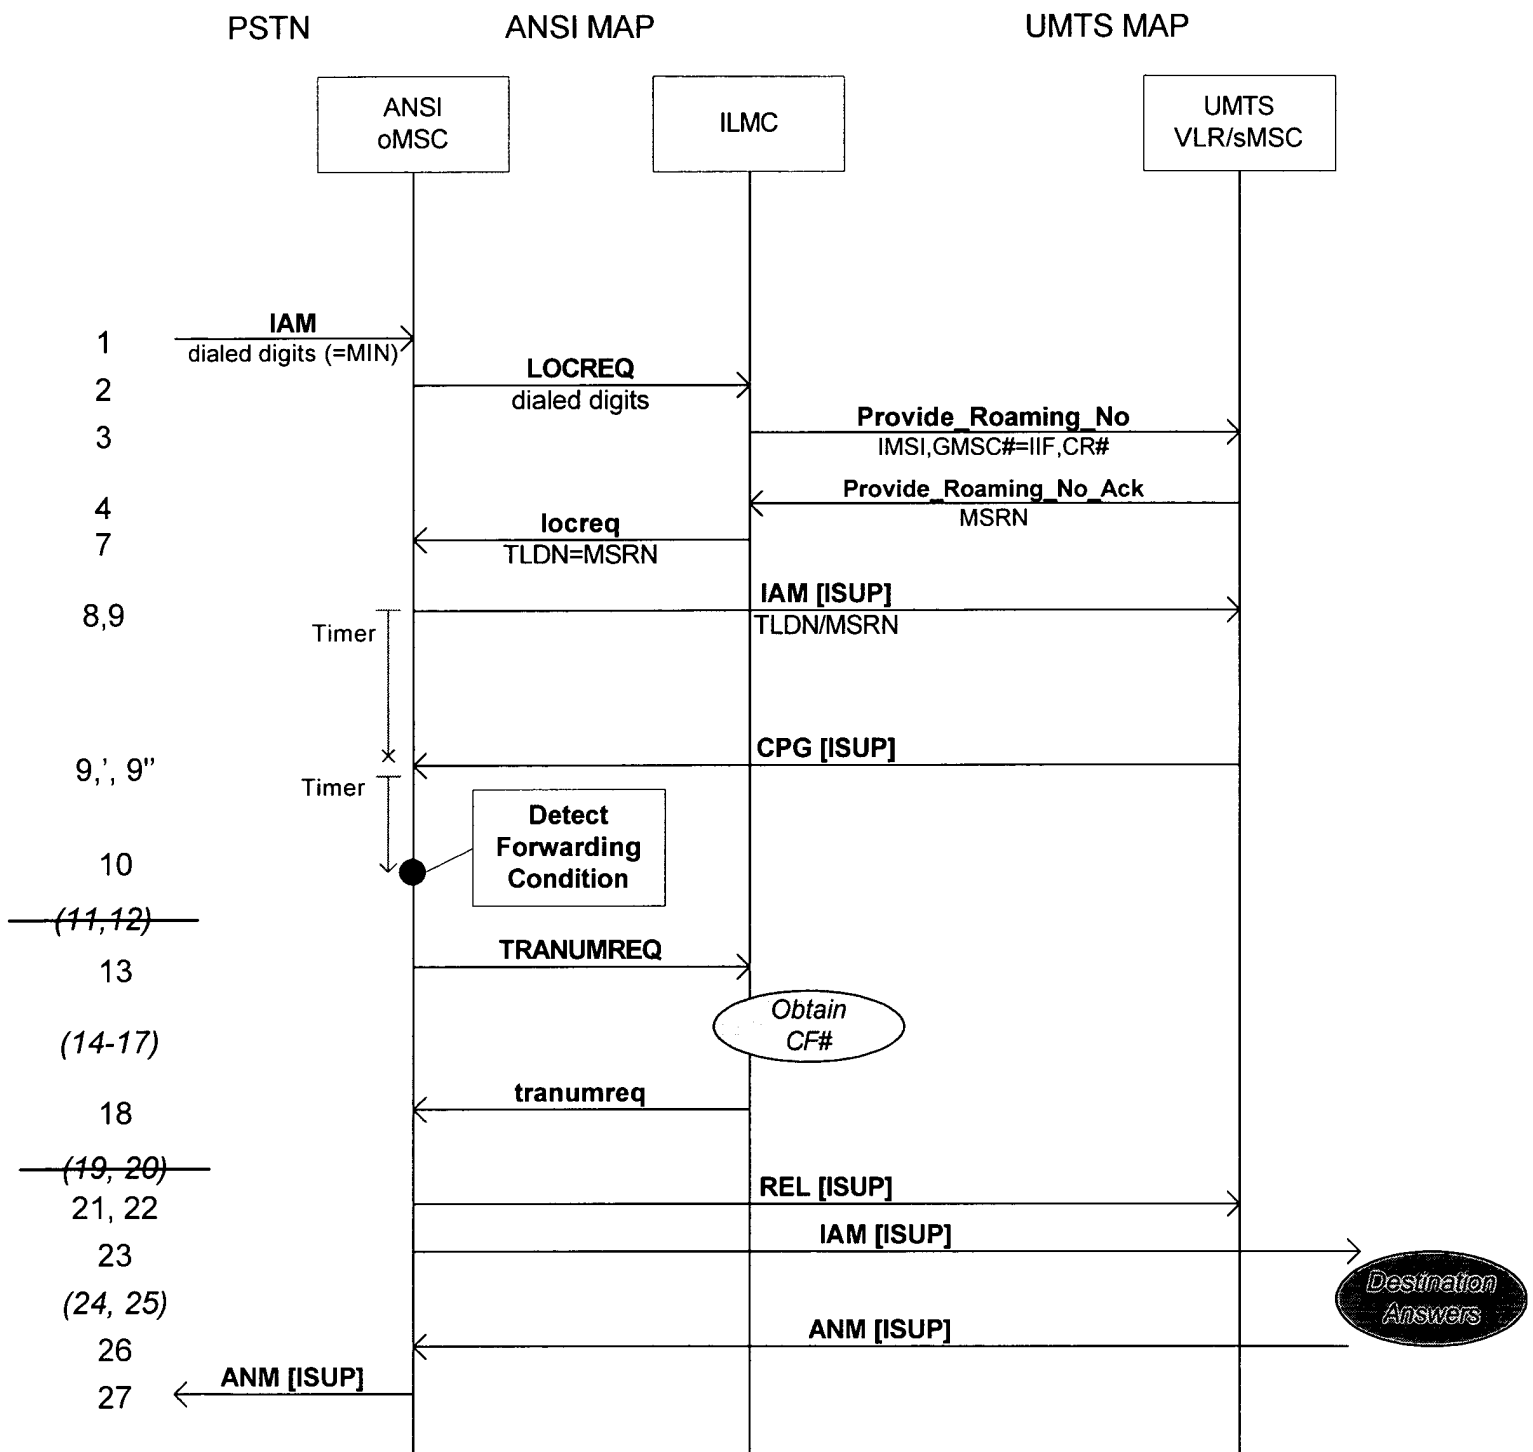 PSTN ANSI MAP UMTS MAP
ANSI
oMSC
ILMC
UMTS
VLR/sMSC
1 IAM
dialed digits (=MIN)
2 LOCREQ
dialed digits
3 Provide_Roaming_No
IMSI,GMSC#=IIF,CR#
4 Provide_Roaming_No_Ack
MSRN
7 locreq
TLDN=MSRN
8,9 IAM [ISUP]
Timer TLDN/MSRN
9,', 9" CPG [ISUP]
Timer
Detect
Forwarding
Condition
10
(11,12)
13 TRANUMREQ
Obtain
CF#
(14-17)
18 tranumreq
(19, 20)
21, 22 REL [ISUP]
23 IAM [ISUP]
Destination
Answers
(24, 25)
26 ANM [ISUP]
27 ANM [ISUP]